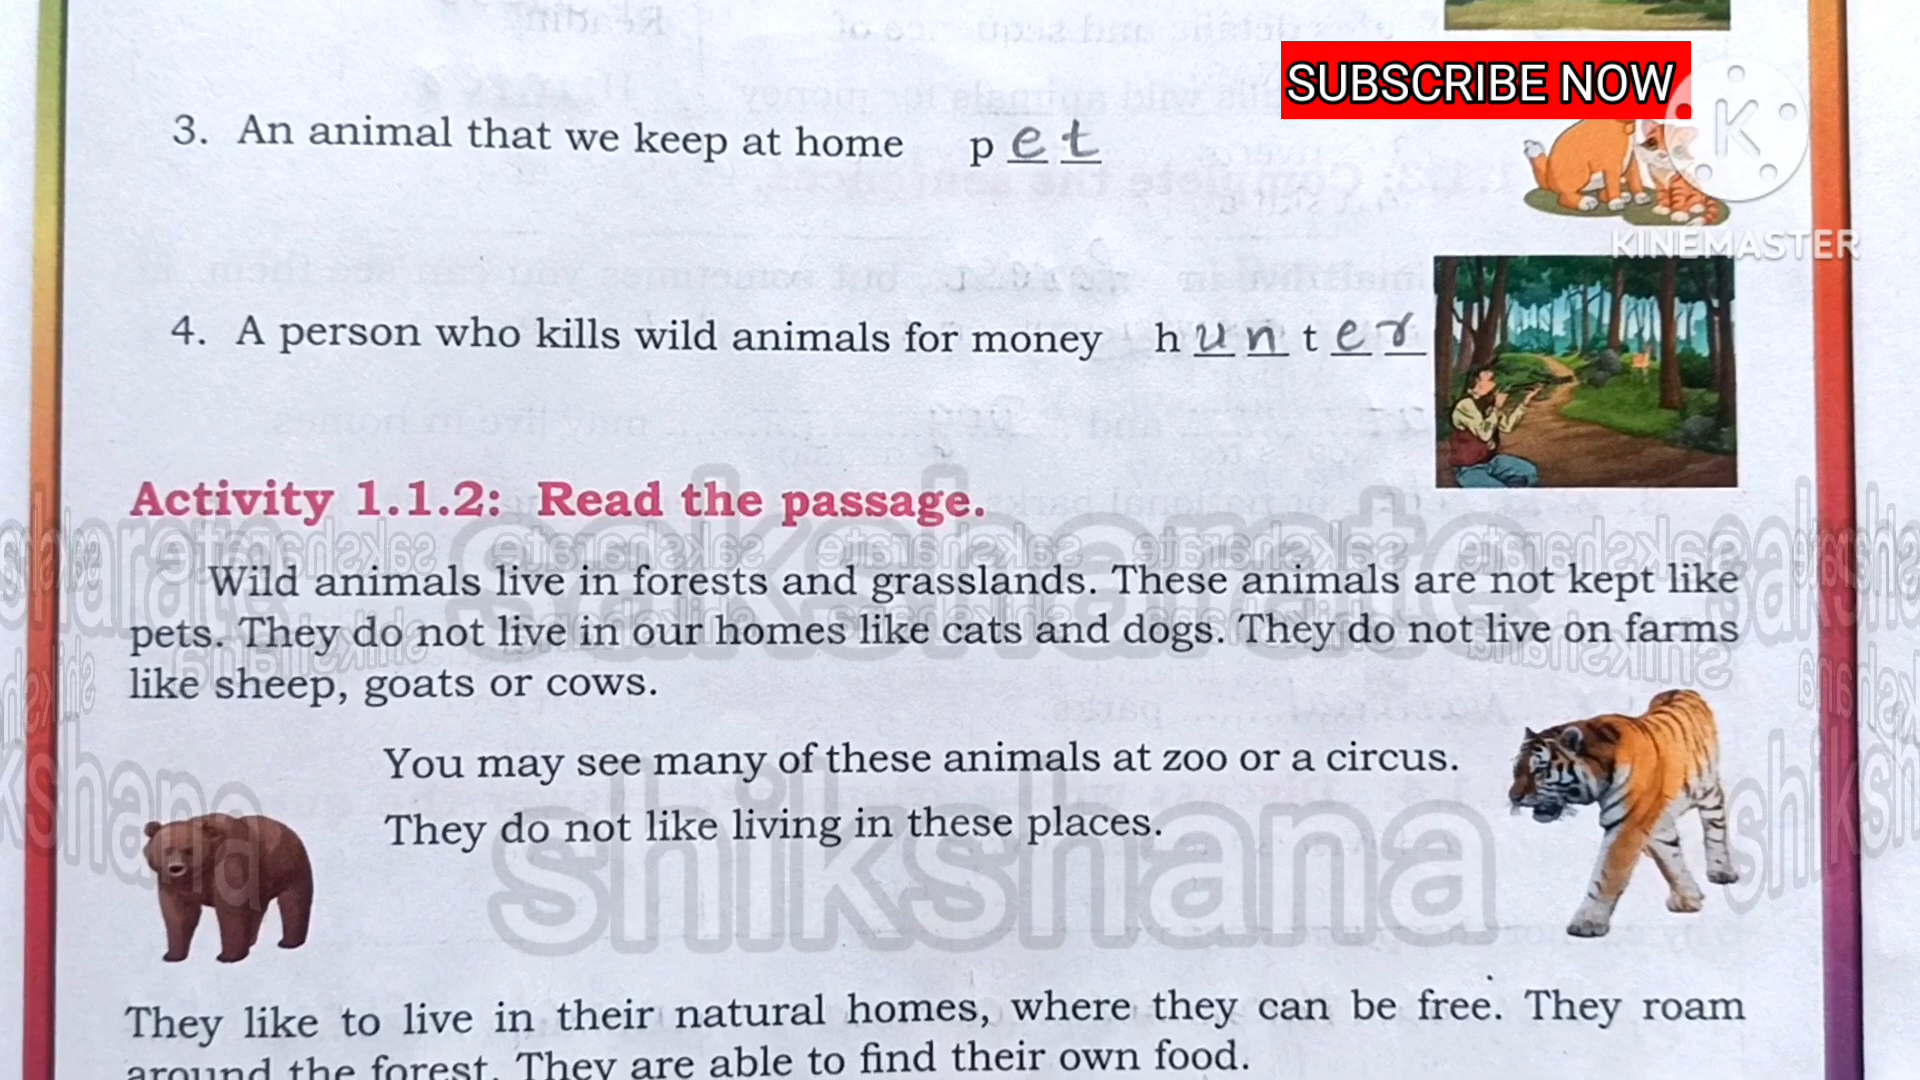 SUBSCRIBE NOW
K
KINEMASTER
3. An animal that we keep at home p e t
4. A person who kills wild animals for money h u n t e r
Activity 1.1.2: Read the passage.
Wild animals live in forests and grasslands. These animals are not kept like
pets. They do not live in our homes like cats and dogs. They do not live on farms
like sheep, goats or cows.
You may see many of these animals at zoo or a circus.
They do not like living in these places.
They like to live in their natural homes, where they can be free. They roam
around the forest. They are able to find their own food.
saksharate
shikshana